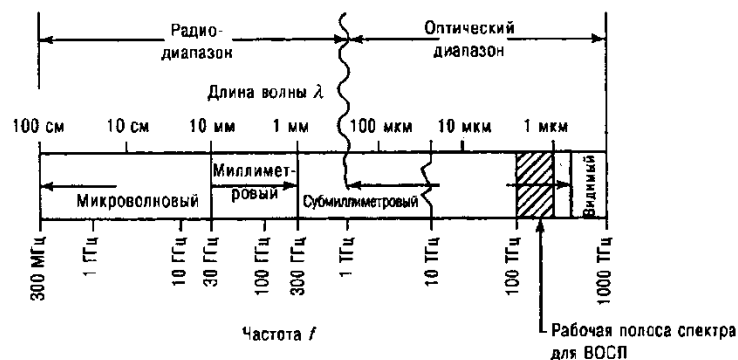 Радио-
диапазон
Оптический
диапазон
Длина волны λ
100 см 10 см 10 мм 1 мм 100 мкм 10 мкм 1 мкм
Микроволновый
Миллимет-
ровый
Субмиллиметровый
Видимый
300 МГц 1 ГГц 10 ГГц 30 ГГц 100 ГГц 300 ГГц 1 ТГц 10 ТГц 100 ТГц 1000 ТГц
Частота f
Рабочая полоса спектра
для ВОСП